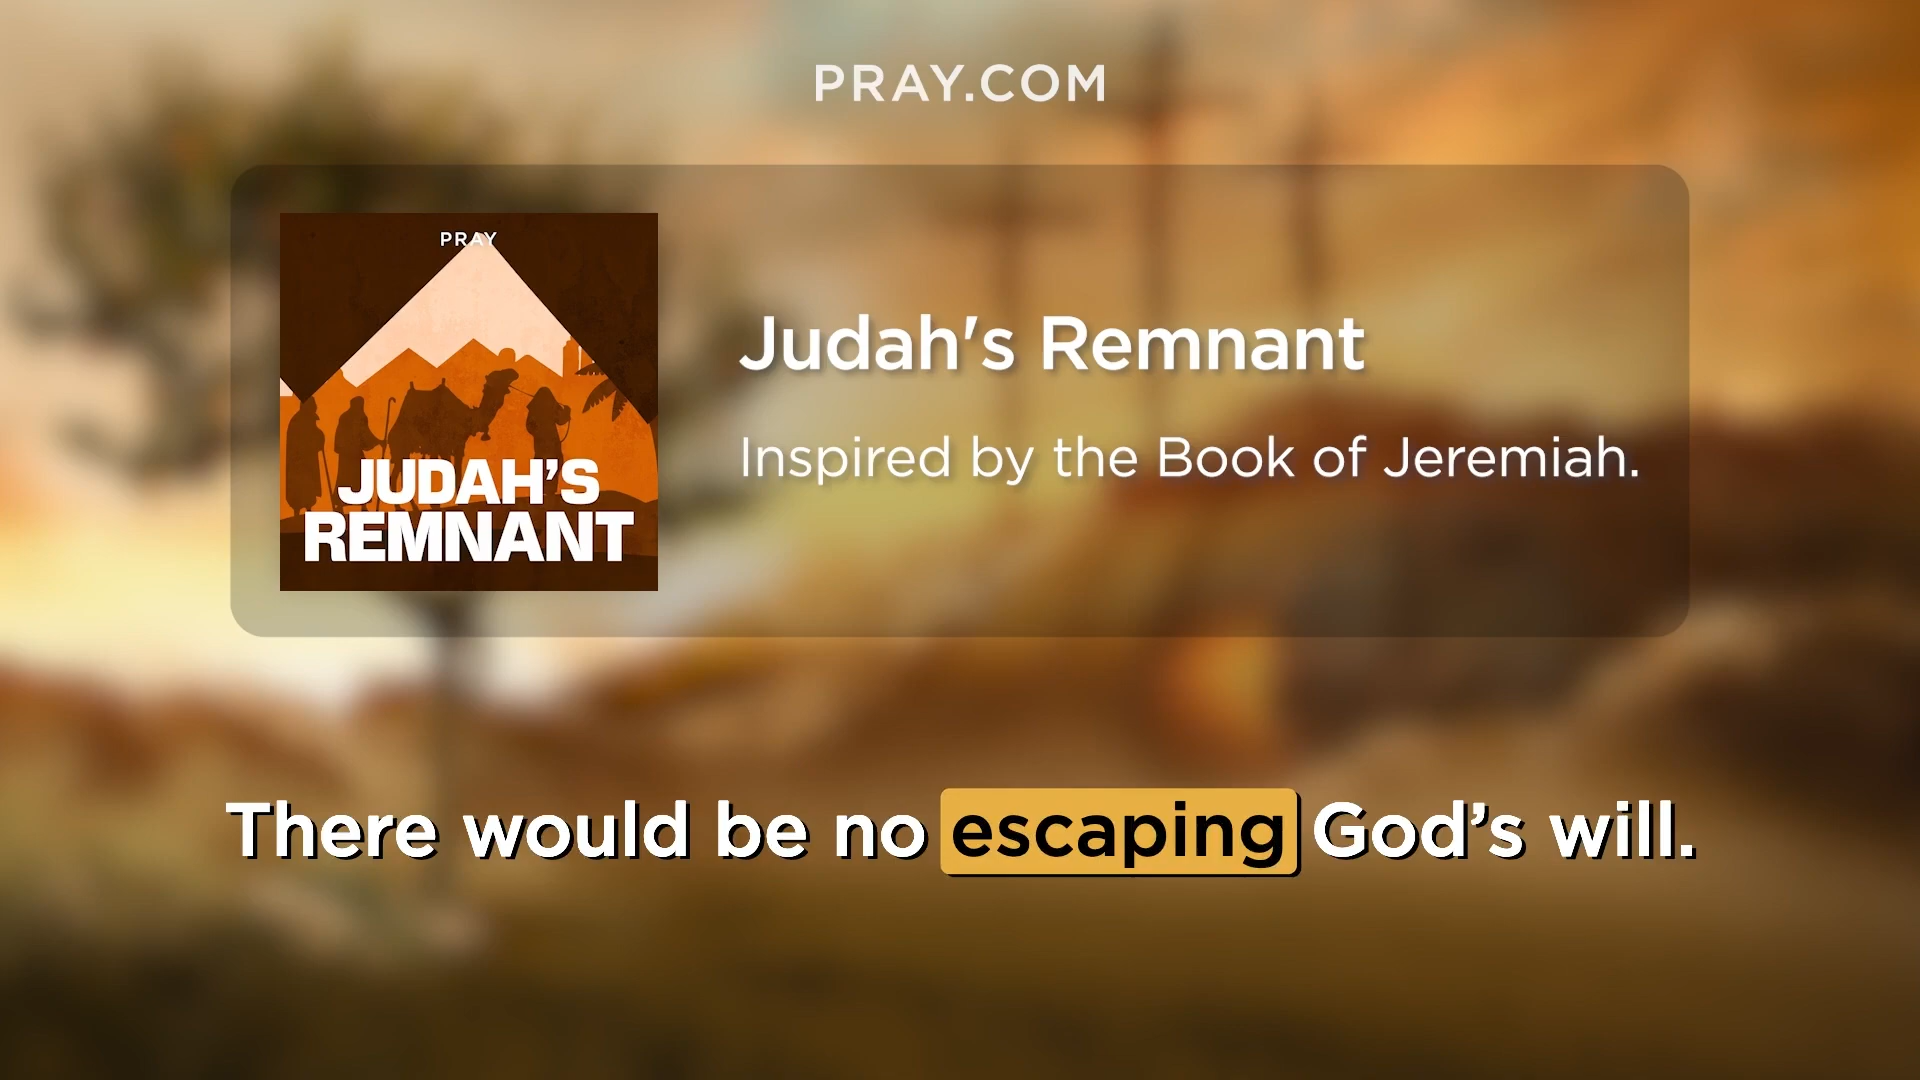 PRAY.COM
PRAY
JUDAH’S
REMNANT
Judah's Remnant
Inspired by the Book of Jeremiah.
There would be no escaping God’s will.